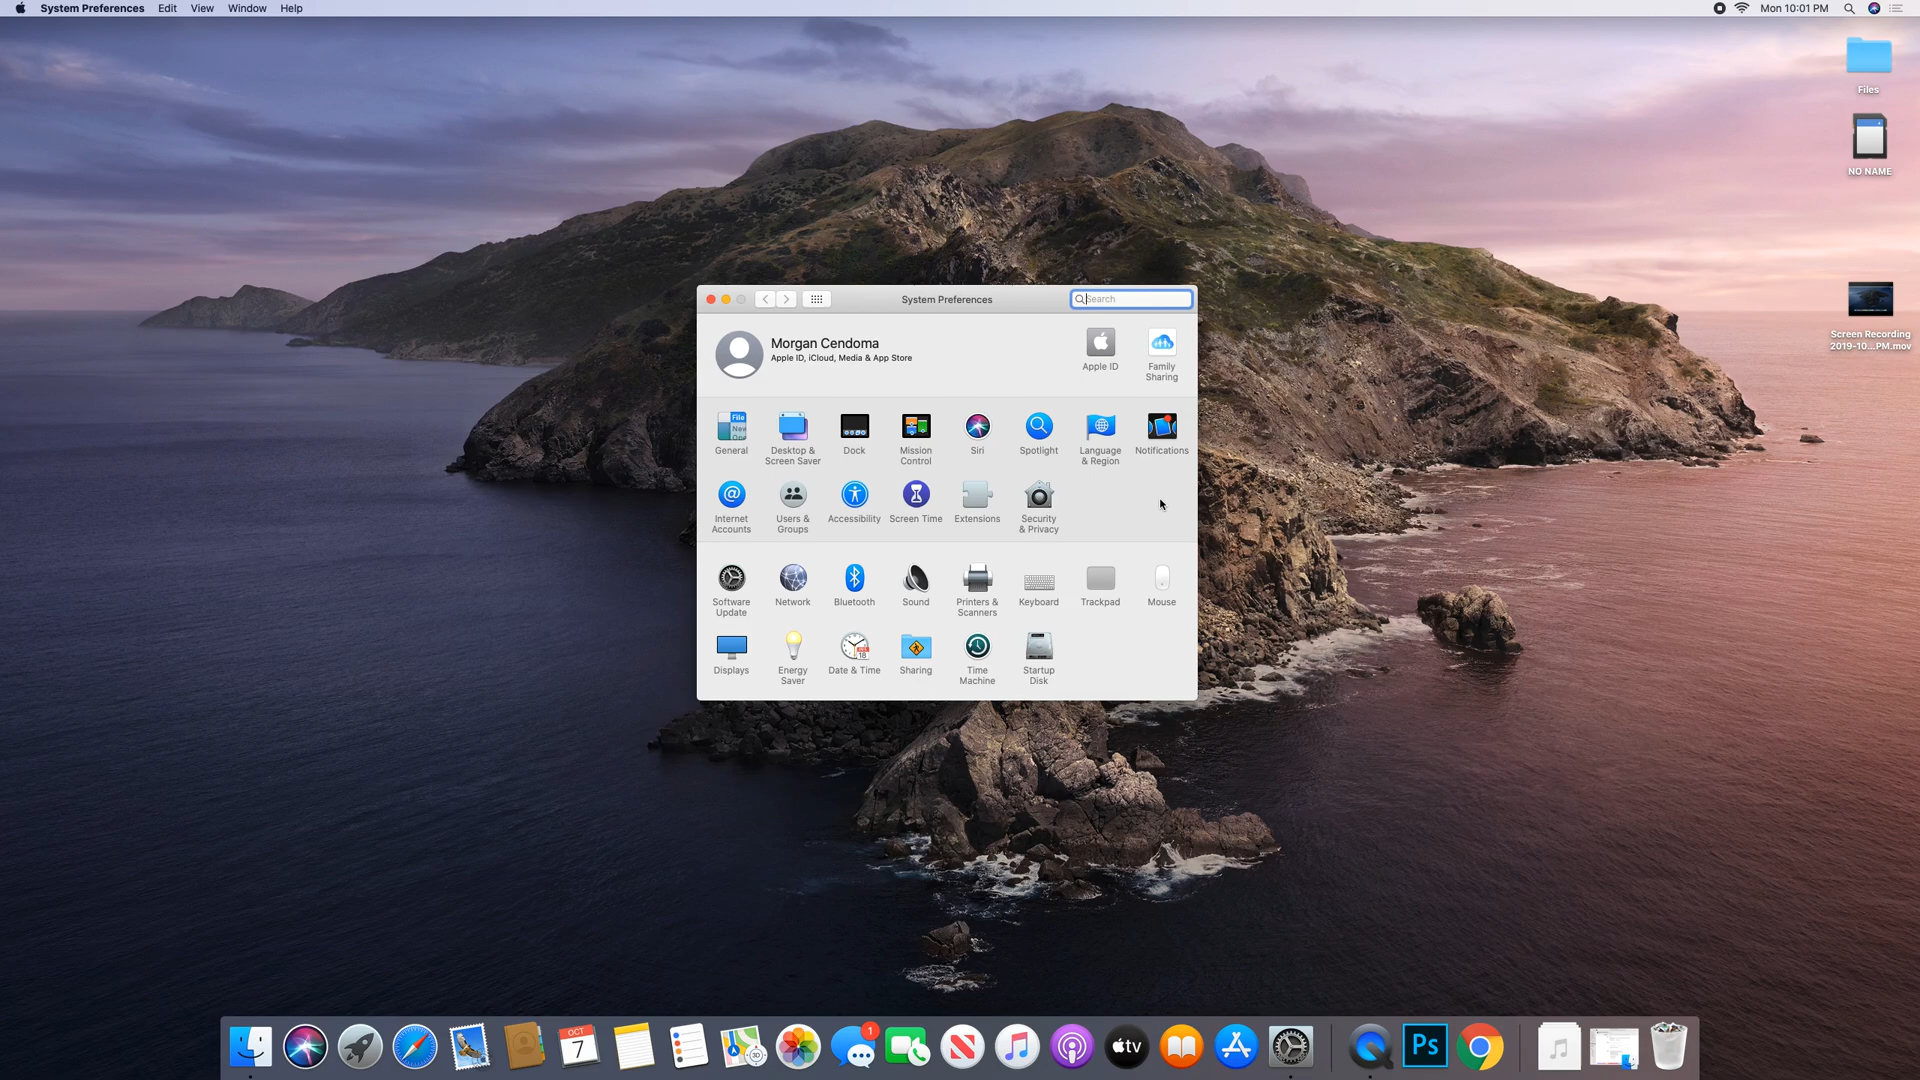 System Preferences Edit View Window Help
Mon 10:01 PM
Files
NO NAME
Screen Recording
2019-10...PM.mov
System Preferences
Search
Morgan Cendoma
Apple ID, iCloud, Media & App Store
Apple ID
Family
Sharing
File
New
General
Desktop &
Screen Saver
Dock
Mission
Control
Siri
Spotlight
Language
& Region
Notifications
Internet
Accounts
Users &
Groups
Accessibility
Screen Time
Extensions
Security
& Privacy
Software
Update
Network
Bluetooth
Sound
Printers &
Scanners
Keyboard
Trackpad
Mouse
Displays
Energy
Saver
18
Date & Time
Sharing
Time
Machine
Startup
Disk
OCT
7
3D
1
tv
Ps